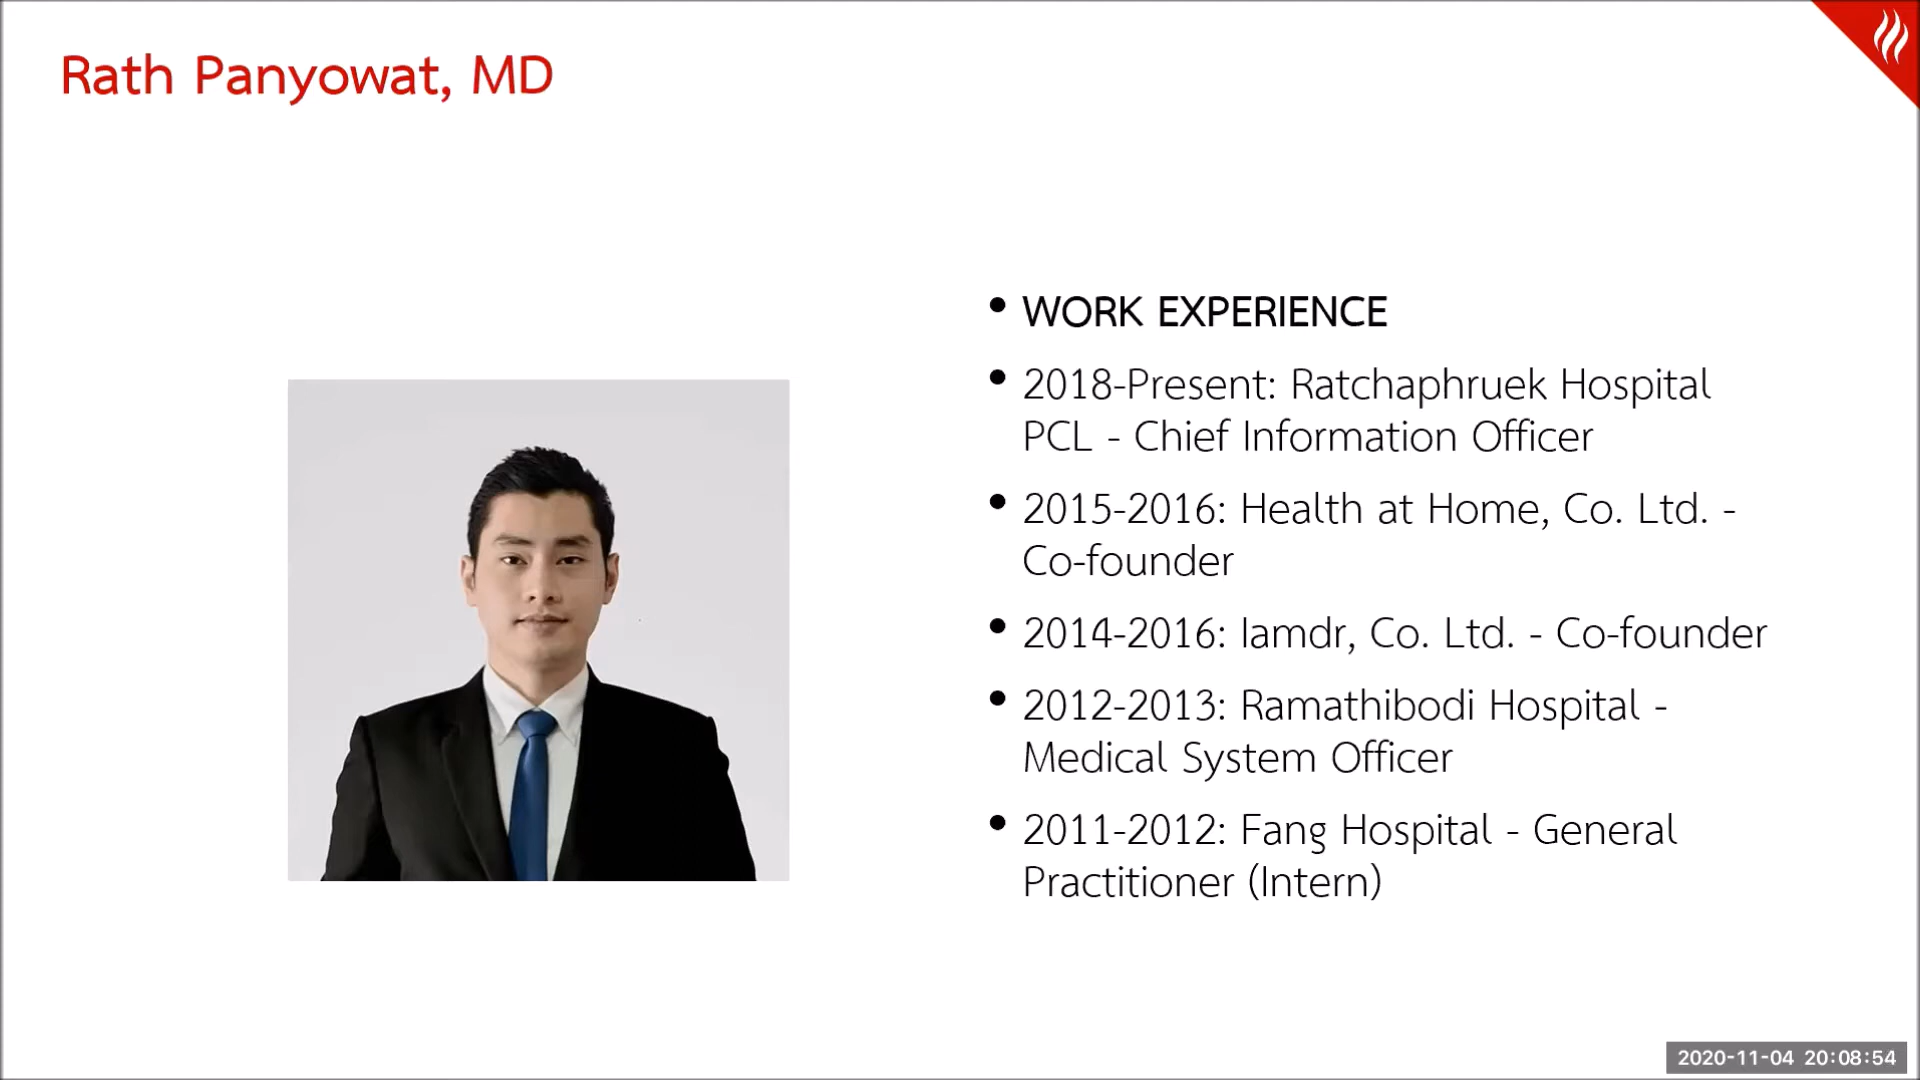 Rath Panyowat, MD
• WORK EXPERIENCE
• 2018-Present: Ratchaphruek Hospital
PCL - Chief Information Officer
• 2015-2016: Health at Home, Co. Ltd. -
Co-founder
• 2014-2016: Iamdr, Co. Ltd. - Co-founder
• 2012-2013: Ramathibodi Hospital -
Medical System Officer
• 2011-2012: Fang Hospital - General
Practitioner (Intern)
2020-11-04 20:08:54